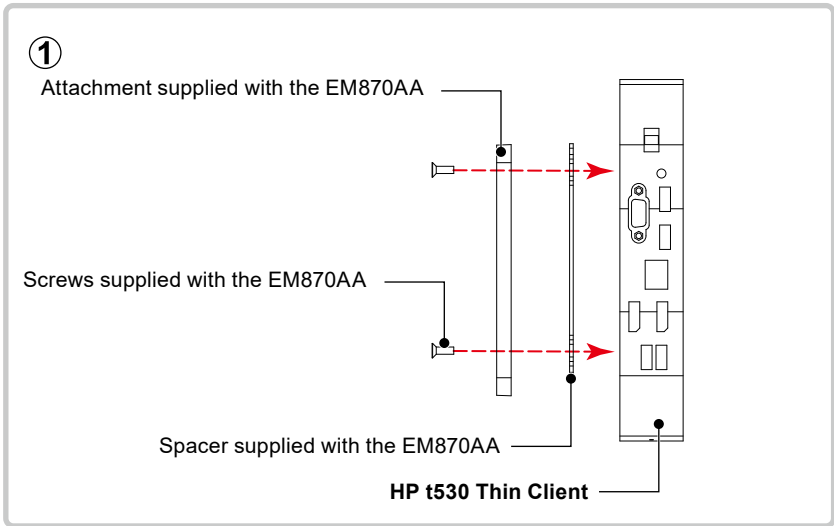 ①
Attachment supplied with the EM870AA
Screws supplied with the EM870AA
Spacer supplied with the EM870AA
HP t530 Thin Client